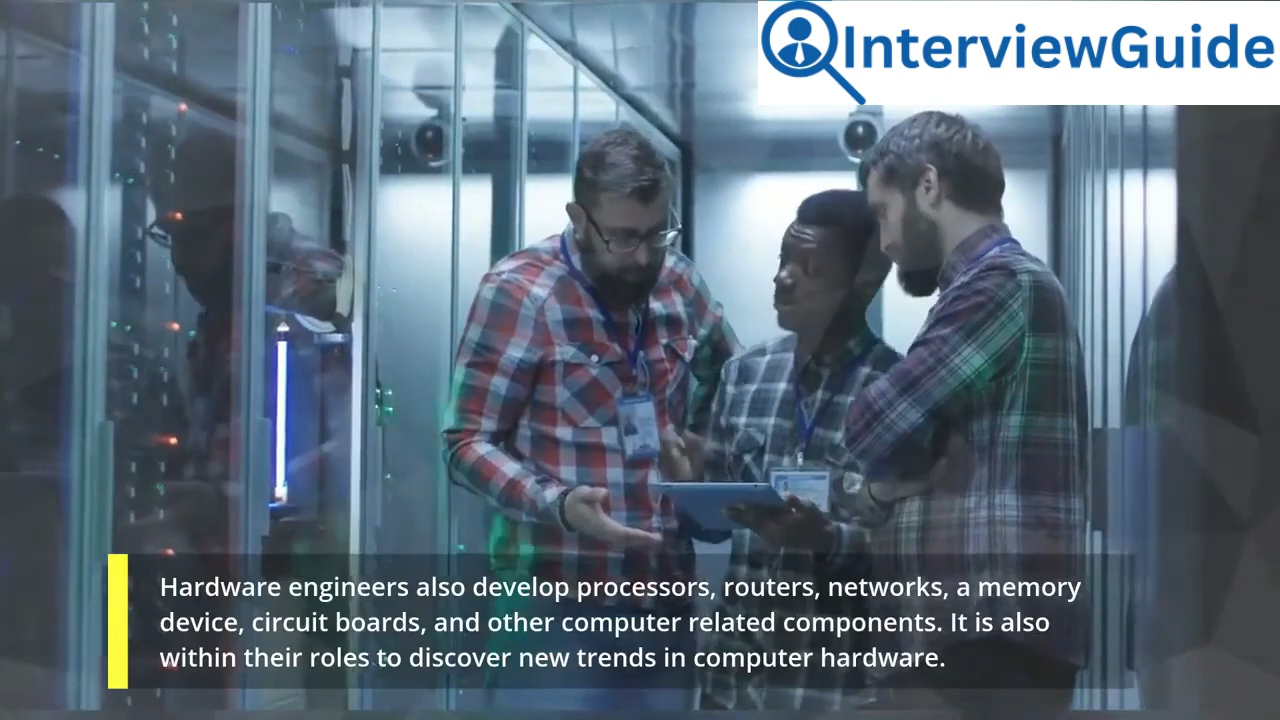 InterviewGuide
Hardware engineers also develop processors, routers, networks, a memory
device, circuit boards, and other computer related components. It is also
within their roles to discover new trends in computer hardware.